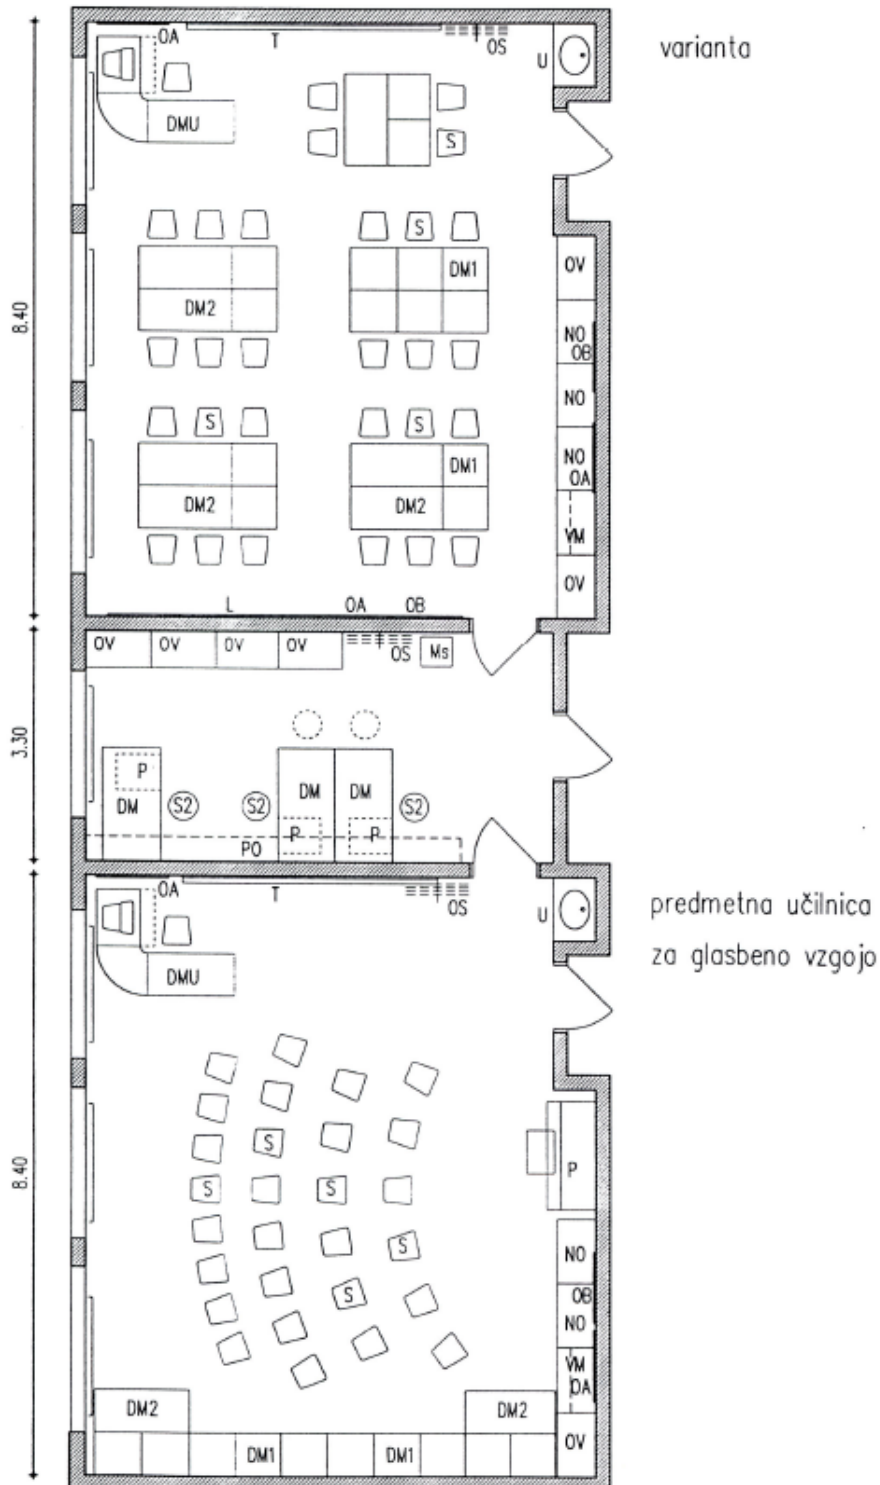 OA
T
OS
U
varianta
DMU
S
S
OV
DM1
8.40
DM2
NO
OB
NO
S
S
NO
DM1
OA
DM2
DM2
VM
OV
L
OA
OB
OV
OV
OV
OV
OS
Ms
3.30
P
DM
S2
S2
DM
DM
S2
P
P
PO
OA
T
OS
U
predmetna učilnica
za glasbeno vzgojo
DMU
S
P
8.40
S
S
S
NO
S
OB
NO
VM
OA
DM2
DM2
OV
DM1
DM1